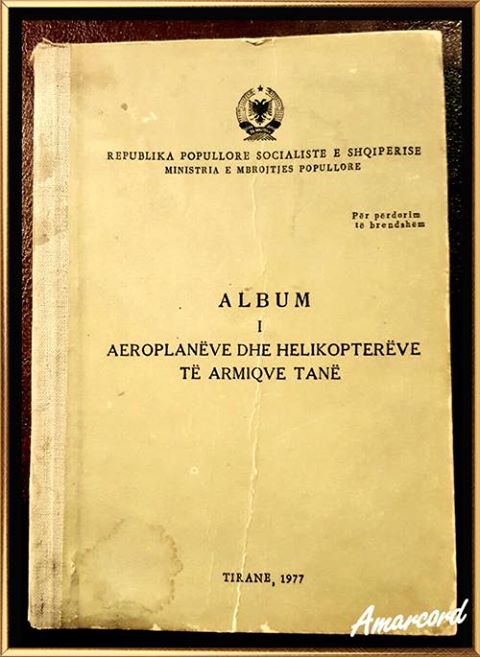 REPUBLIKA POPULLORE SOCIALISTE E SHQIPERISE
MINISTRIA E MBROJTJES POPULLORE
Për përdorim
të brendshëm
ALBUM
I
AEROPLANËVE DHE HELIKOPTERËVE
TË ARMIQVE TANË
TIRANE, 1977
Amarcord